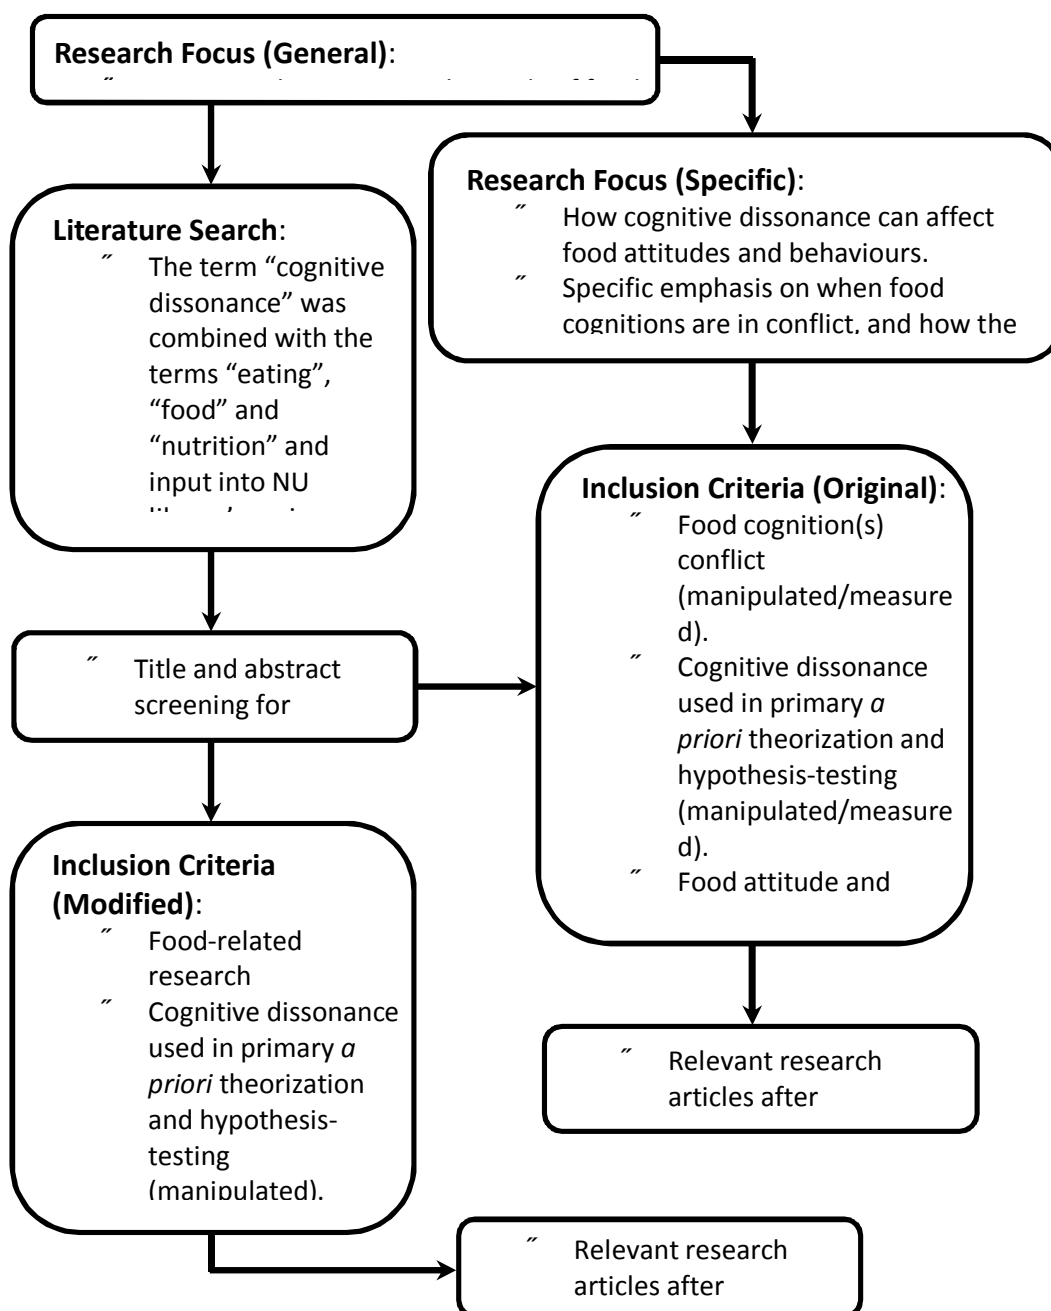 Research Focus (General):
Research Focus (Specific):
˝ How cognitive dissonance can affect
food attitudes and behaviours.
˝ Specific emphasis on when food
cognitions are in conflict, and how the
Literature Search:
˝ The term “cognitive
dissonance” was
combined with the
terms “eating”,
“food” and
“nutrition” and
input into NU
Inclusion Criteria (Original):
˝ Food cognition(s)
conflict
(manipulated/measure
d).
˝ Cognitive dissonance
used in primary a
priori theorization and
hypothesis-testing
(manipulated/measure
d).
˝ Food attitude and
˝ Title and abstract
screening for
Inclusion Criteria
(Modified):
˝ Food-related
research
˝ Cognitive dissonance
used in primary a
priori theorization
and hypothesis-
testing
(manipulated).
˝ Relevant research
articles after
˝ Relevant research
articles after